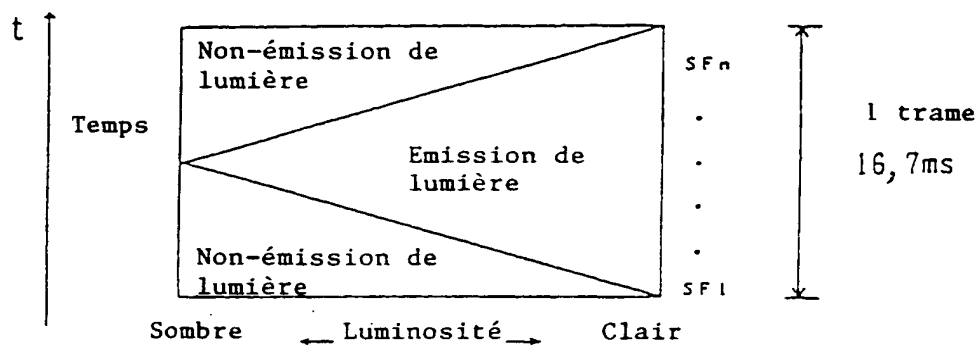 t
Non-émission de
lumière
SFn
Temps
1 trame
Emission de
lumière
16,7ms
Non-émission de
lumière
SF1
Sombre ← Luminosité → Clair